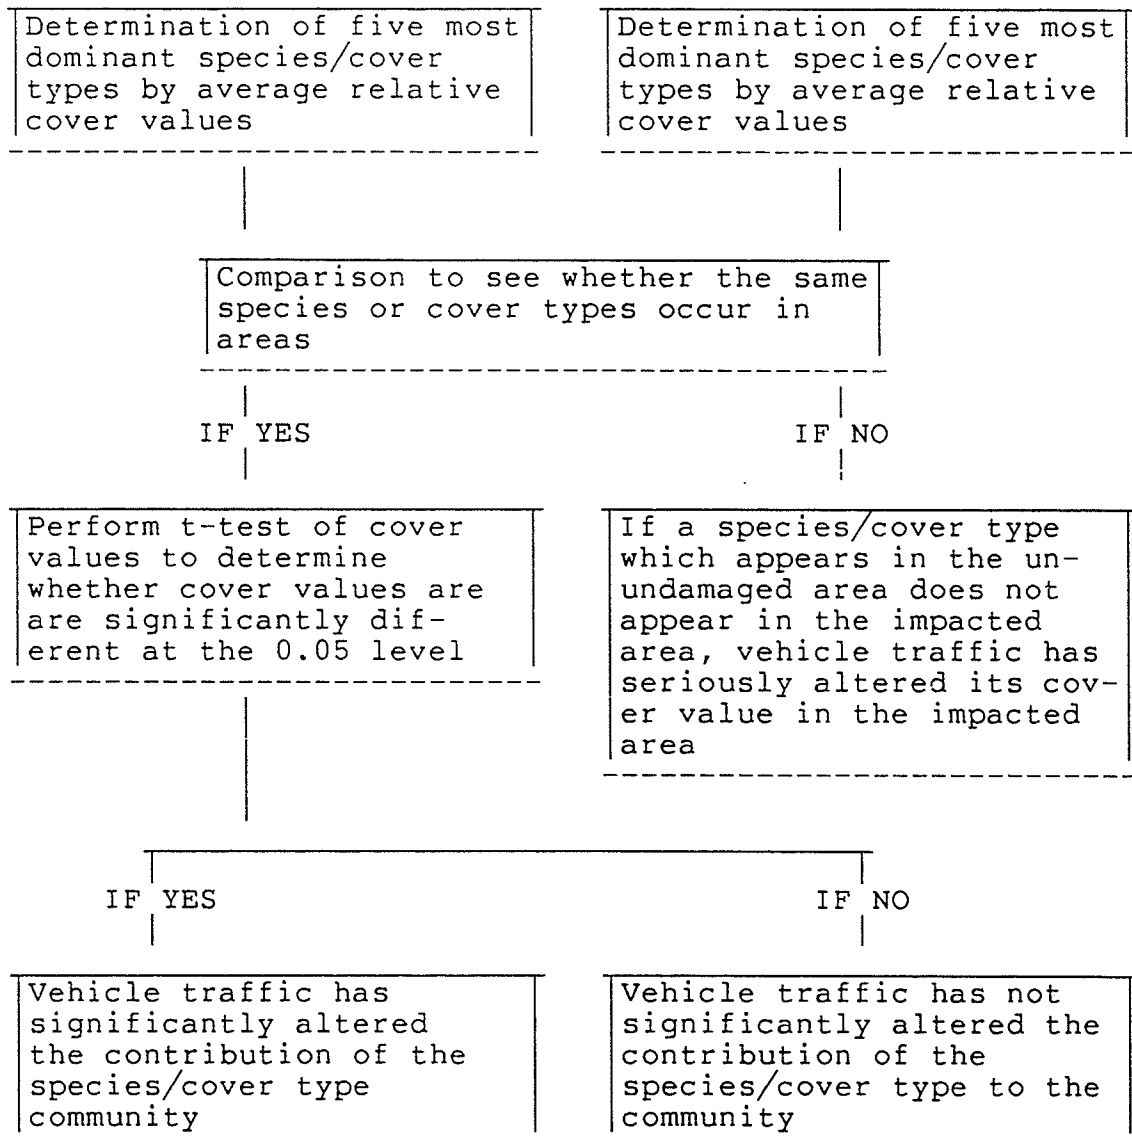 Determination of five most
dominant species/cover
types by average relative
cover values
Determination of five most
dominant species/cover
types by average relative
cover values
Comparison to see whether the same
species or cover types occur in
areas
IF YES
IF NO
Perform t-test of cover
values to determine
whether cover values are
are significantly dif-
erent at the 0.05 level
If a species/cover type
which appears in the un-
undamaged area does not
appear in the impacted
area, vehicle traffic has
seriously altered its cov-
er value in the impacted
area
IF YES
IF NO
Vehicle traffic has
significantly altered
the contribution of the
species/cover type
community
Vehicle traffic has not
significantly altered the
contribution of the
species/cover type to the
community